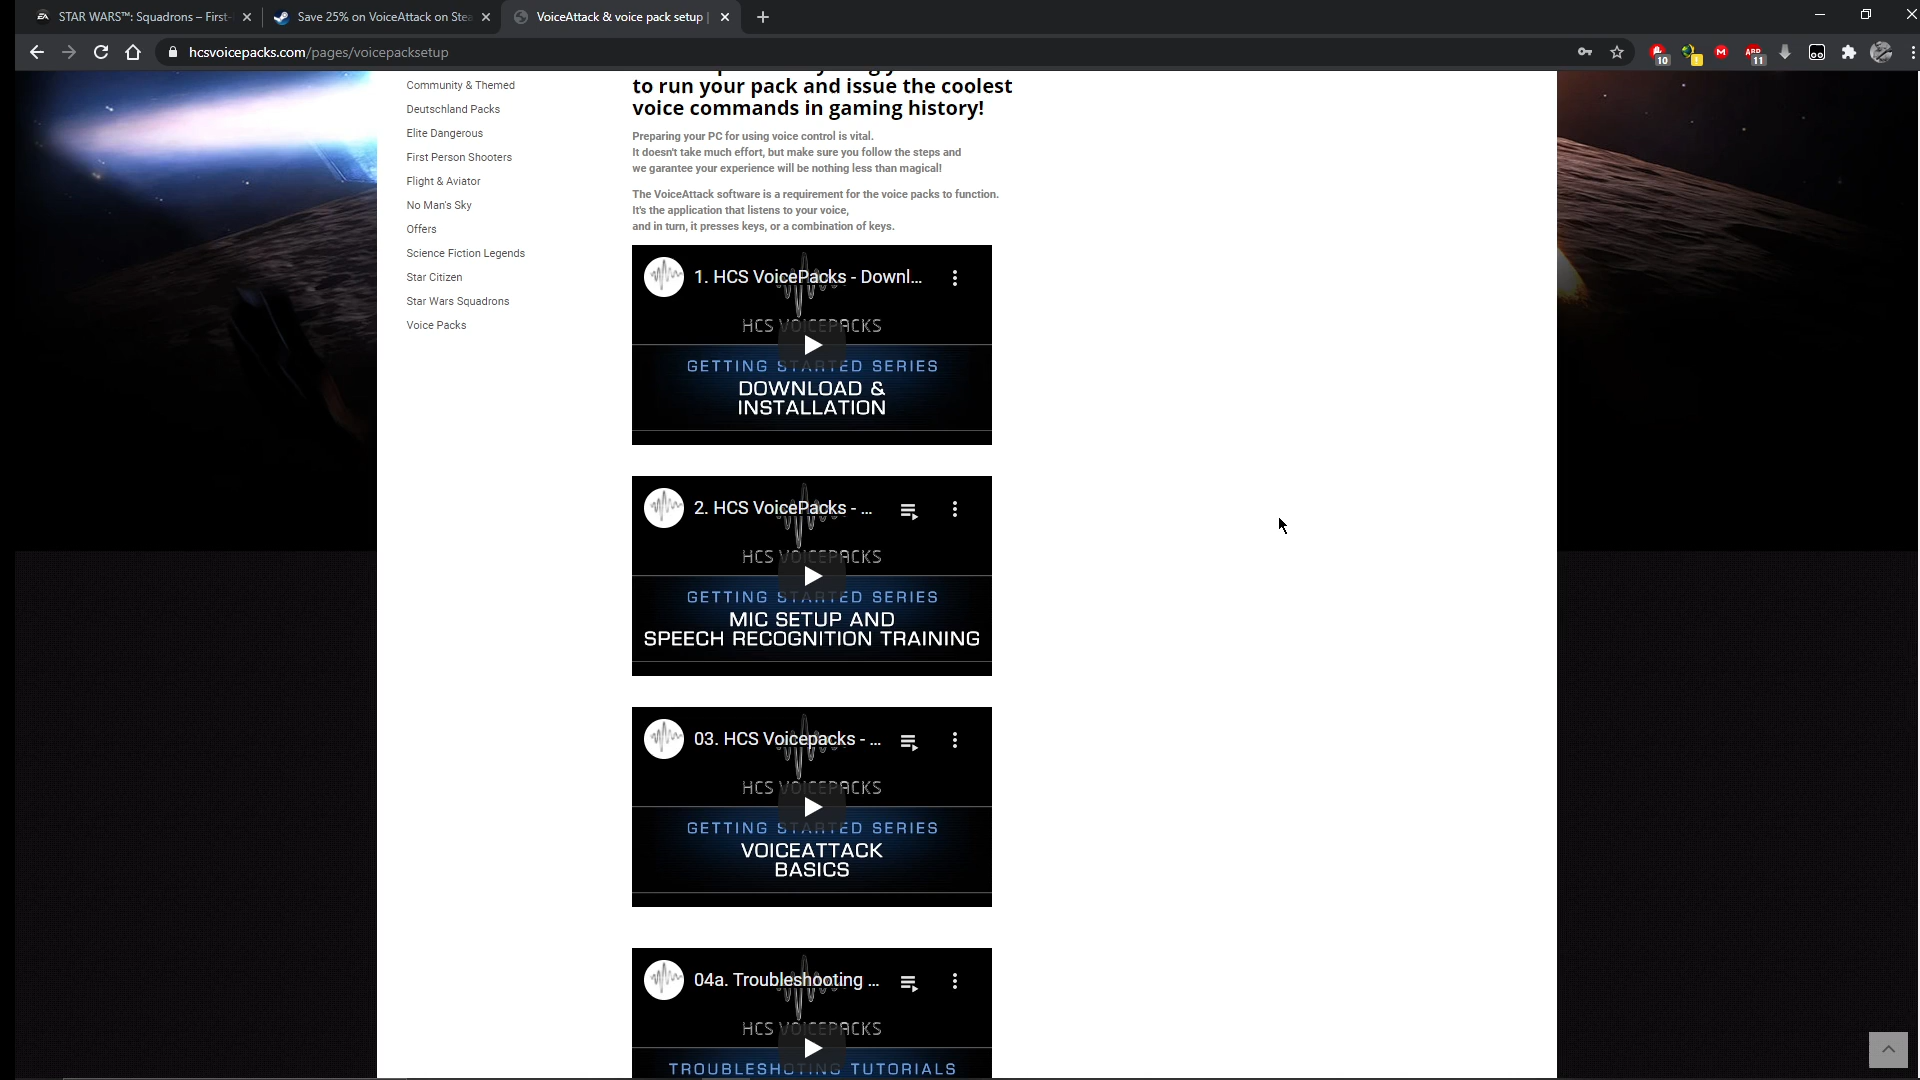 STAR WARS™: Squadrons – First-
Save 25% on VoiceAttack on Stea
VoiceAttack & voice pack setup |
hcsvoicepacks.com/pages/voicepacksetup
10
11
Community & Themed
Deutschland Packs
Elite Dangerous
First Person Shooters
Flight & Aviator
No Man's Sky
Offers
Science Fiction Legends
Star Citizen
Star Wars Squadrons
Voice Packs
to run your pack and issue the coolest
voice commands in gaming history!
Preparing your PC for using voice control is vital.
It doesn't take much effort, but make sure you follow the steps and
we garantee your experience will be nothing less than magical!
The VoiceAttack software is a requirement for the voice packs to function.
It's the application that listens to your voice,
and in turn, it presses keys, or a combination of keys.
1. HCS VoicePacks - Downl...
HCS VOICEPACKS
GETTING STARTED SERIES
DOWNLOAD &
INSTALLATION
2. HCS VoicePacks - ...
HCS VOICEPACKS
GETTING STARTED SERIES
MIC SETUP AND
SPEECH RECOGNITION TRAINING
03. HCS Voicepacks - ...
HCS VOICEPACKS
GETTING STARTED SERIES
VOICEATTACK
BASICS
04a. Troubleshooting ...
HCS VOICEPACKS
TROUBLESHOOTING TUTORIALS